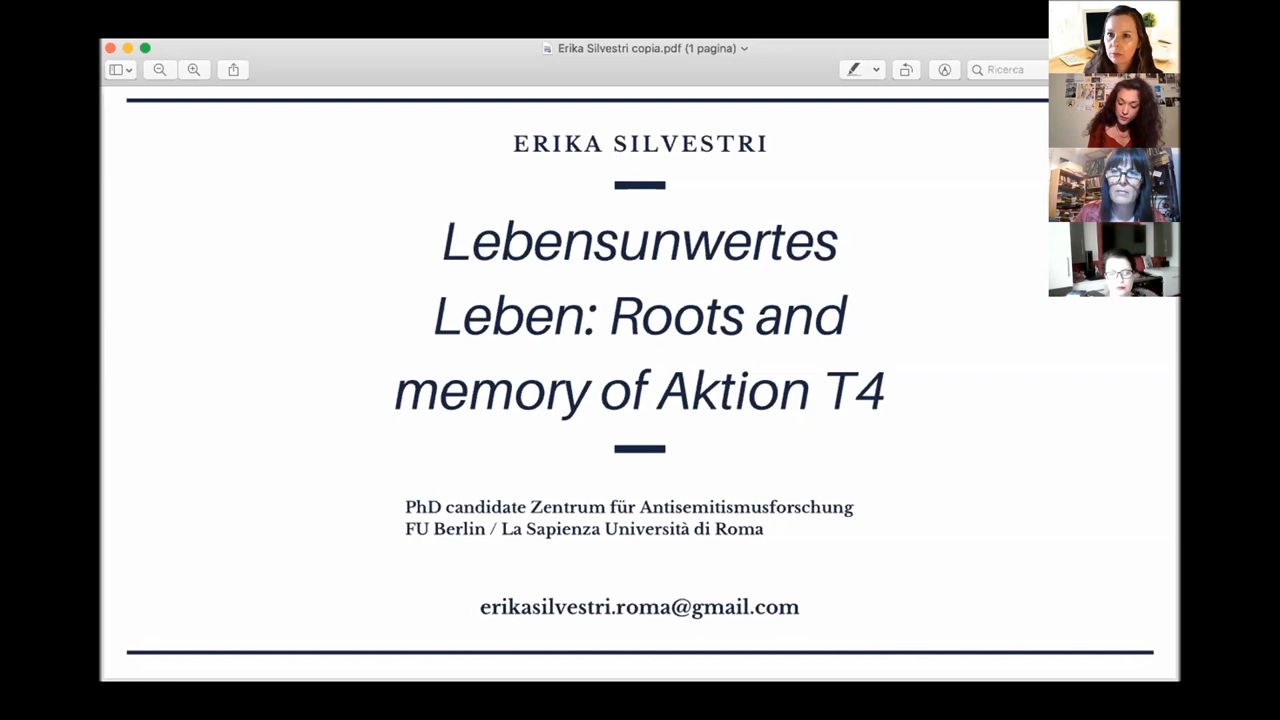 Erika Silvestri copia.pdf (1 pagina)
Ricerca
ERIKA SILVESTRI
Lebensunwertes
Leben: Roots and
memory of Aktion T4
PhD candidate Zentrum für Antisemitismusforschung
FU Berlin / La Sapienza Università di Roma
erikasilvestri.roma@gmail.com